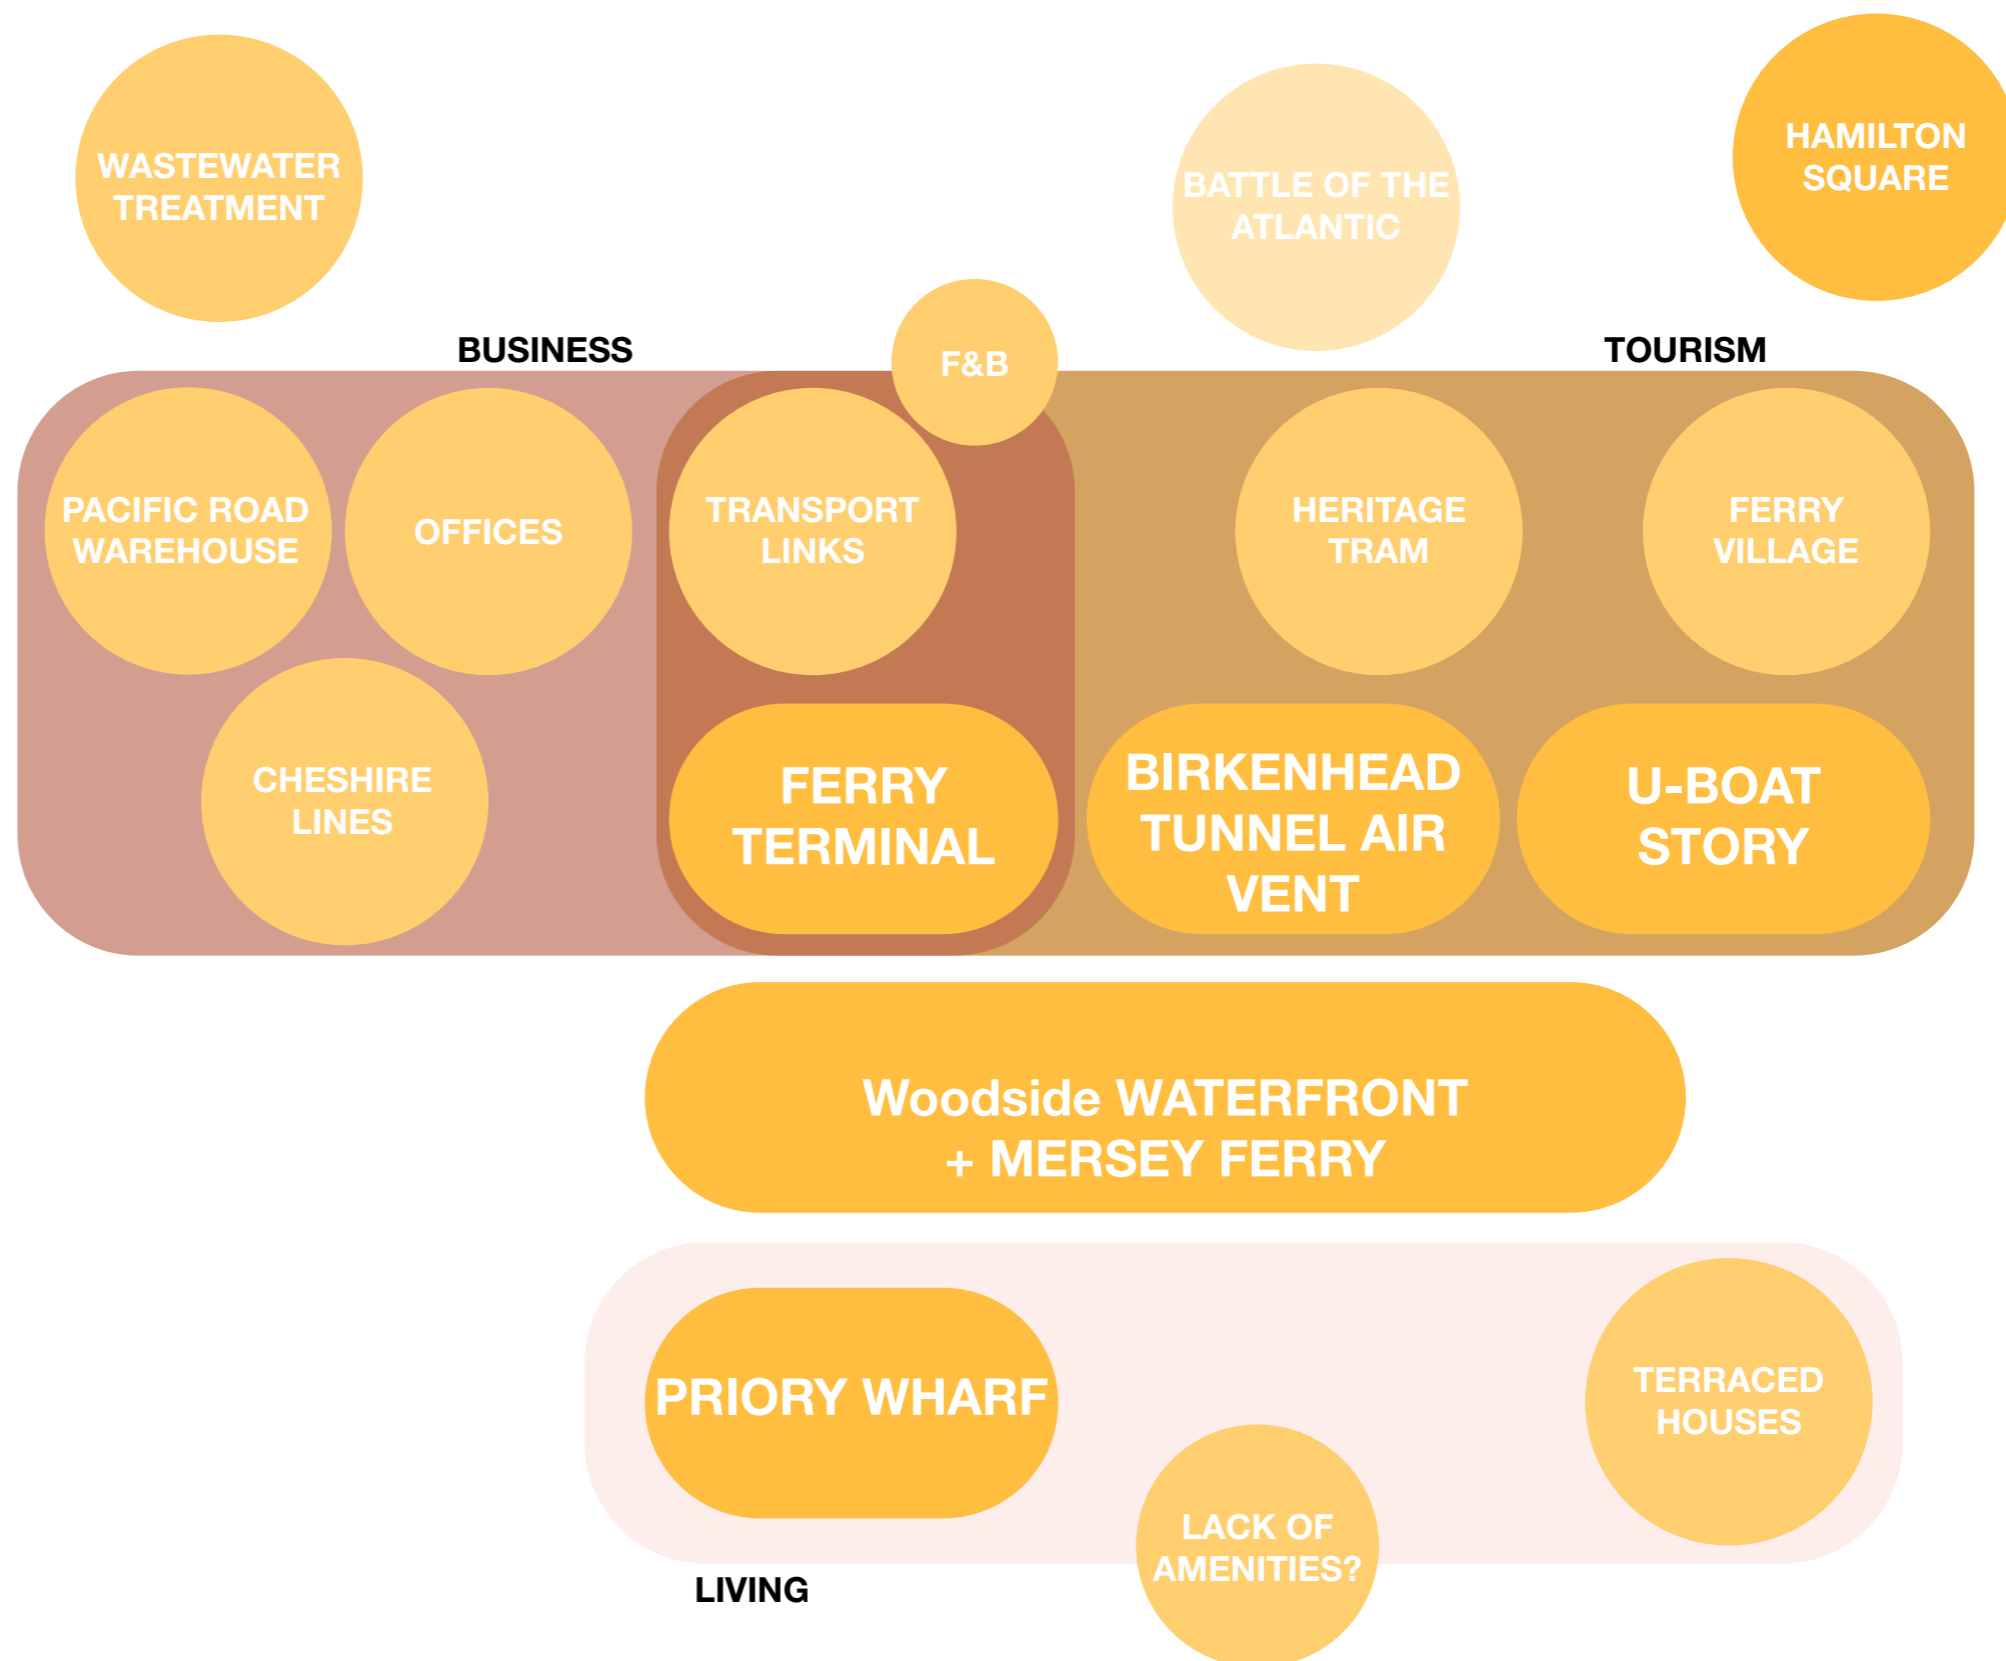 WASTEWATER
TREATMENT
BATTLE OF THE
ATLANTIC
HAMILTON
SQUARE
BUSINESS
F&B
TOURISM
PACIFIC ROAD
WAREHOUSE
OFFICES
TRANSPORT
LINKS
HERITAGE
TRAM
FERRY
VILLAGE
CHESHIRE
LINES
FERRY
TERMINAL
BIRKENHEAD
TUNNEL AIR
VENT
U-BOAT
STORY
Woodside WATERFRONT
+ MERSEY FERRY
PRIORY WHARF
TERRACED
HOUSES
LACK OF
AMENITIES?
LIVING